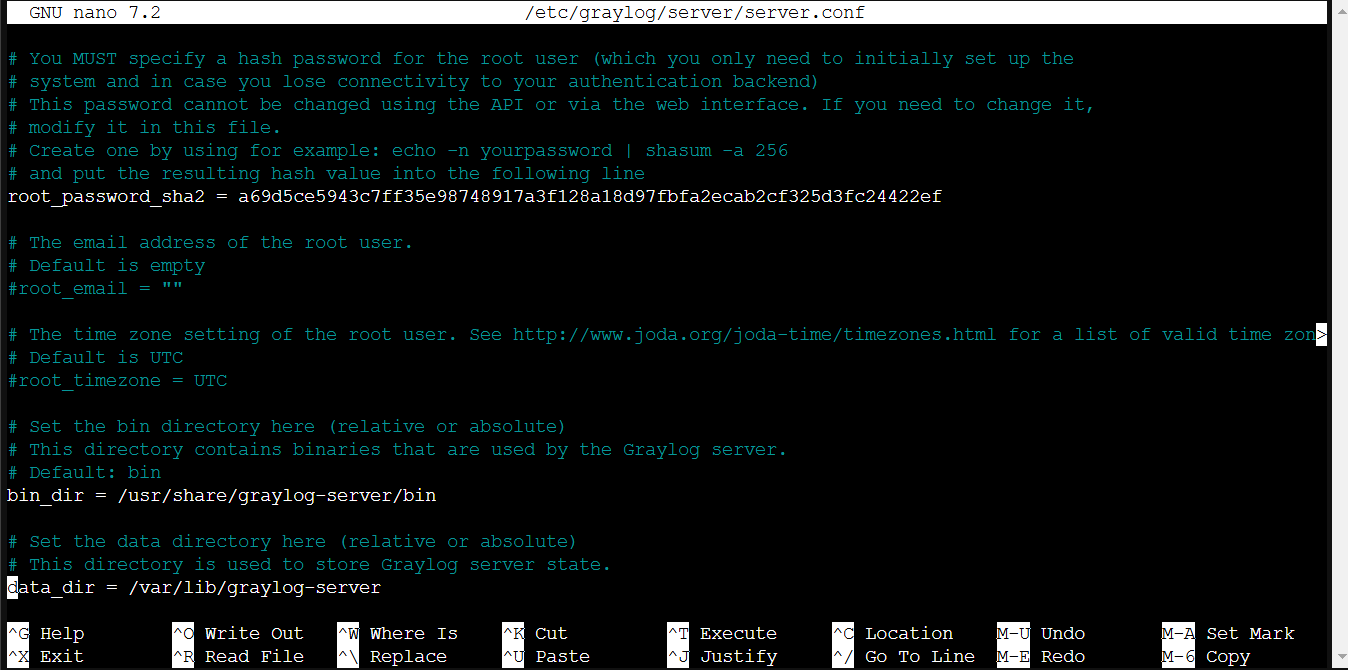 GNU nano 7.2 /etc/graylog/server/server.conf
# You MUST specify a hash password for the root user (which you only need to initially set up the
# system and in case you lose connectivity to your authentication backend)
# This password cannot be changed using the API or via the web interface. If you need to change it,
# modify it in this file.
# Create one by using for example: echo -n yourpassword | shasum -a 256
# and put the resulting hash value into the following line
root_password_sha2 = a69d5ce5943c7ff35e98748917a3f128a18d97fbfa2ecab2cf325d3fc24422ef
# The email address of the root user.
# Default is empty
#root_email = ""
# The time zone setting of the root user. See http://www.joda.org/joda-time/timezones.html for a list of valid time zon>
# Default is UTC
#root_timezone = UTC
# Set the bin directory here (relative or absolute)
# This directory contains binaries that are used by the Graylog server.
# Default: bin
bin_dir = /usr/share/graylog-server/bin
# Set the data directory here (relative or absolute)
# This directory is used to store Graylog server state.
data_dir = /var/lib/graylog-server
^G Help ^O Write Out ^W Where Is ^K Cut ^T Execute ^C Location M-U Undo M-A Set Mark
^X Exit ^R Read File ^\ Replace ^U Paste ^J Justify ^/ Go To Line M-E Redo M-6 Copy